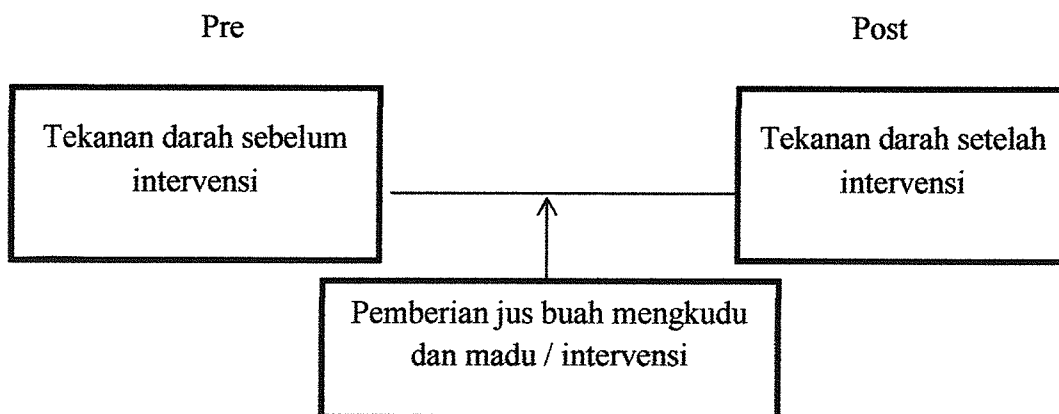 Pre
Post
Tekanan darah sebelum
intervensi
Tekanan darah setelah
intervensi
Pemberian jus buah mengkudu
dan madu / intervensi